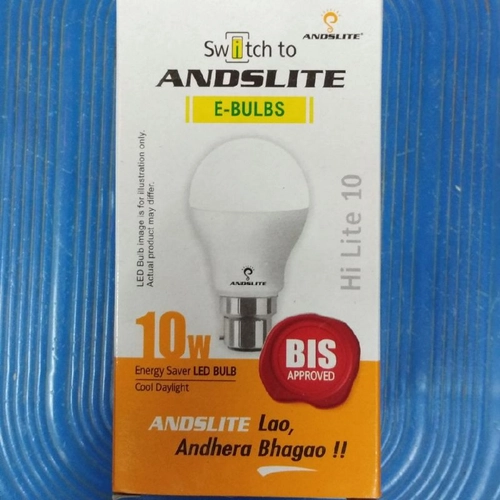 ANDSLITE®
Switch to
ANDSLITE
E-BULBS
LED Bulb image is for illustration only.
Actual product may differ.
Hi Lite 10
ANDSLITE
10W
Energy Saver LED BULB
Cool Daylight
BIS
APPROVED
ANDSLITE Lao,
Andhera Bhagao !!